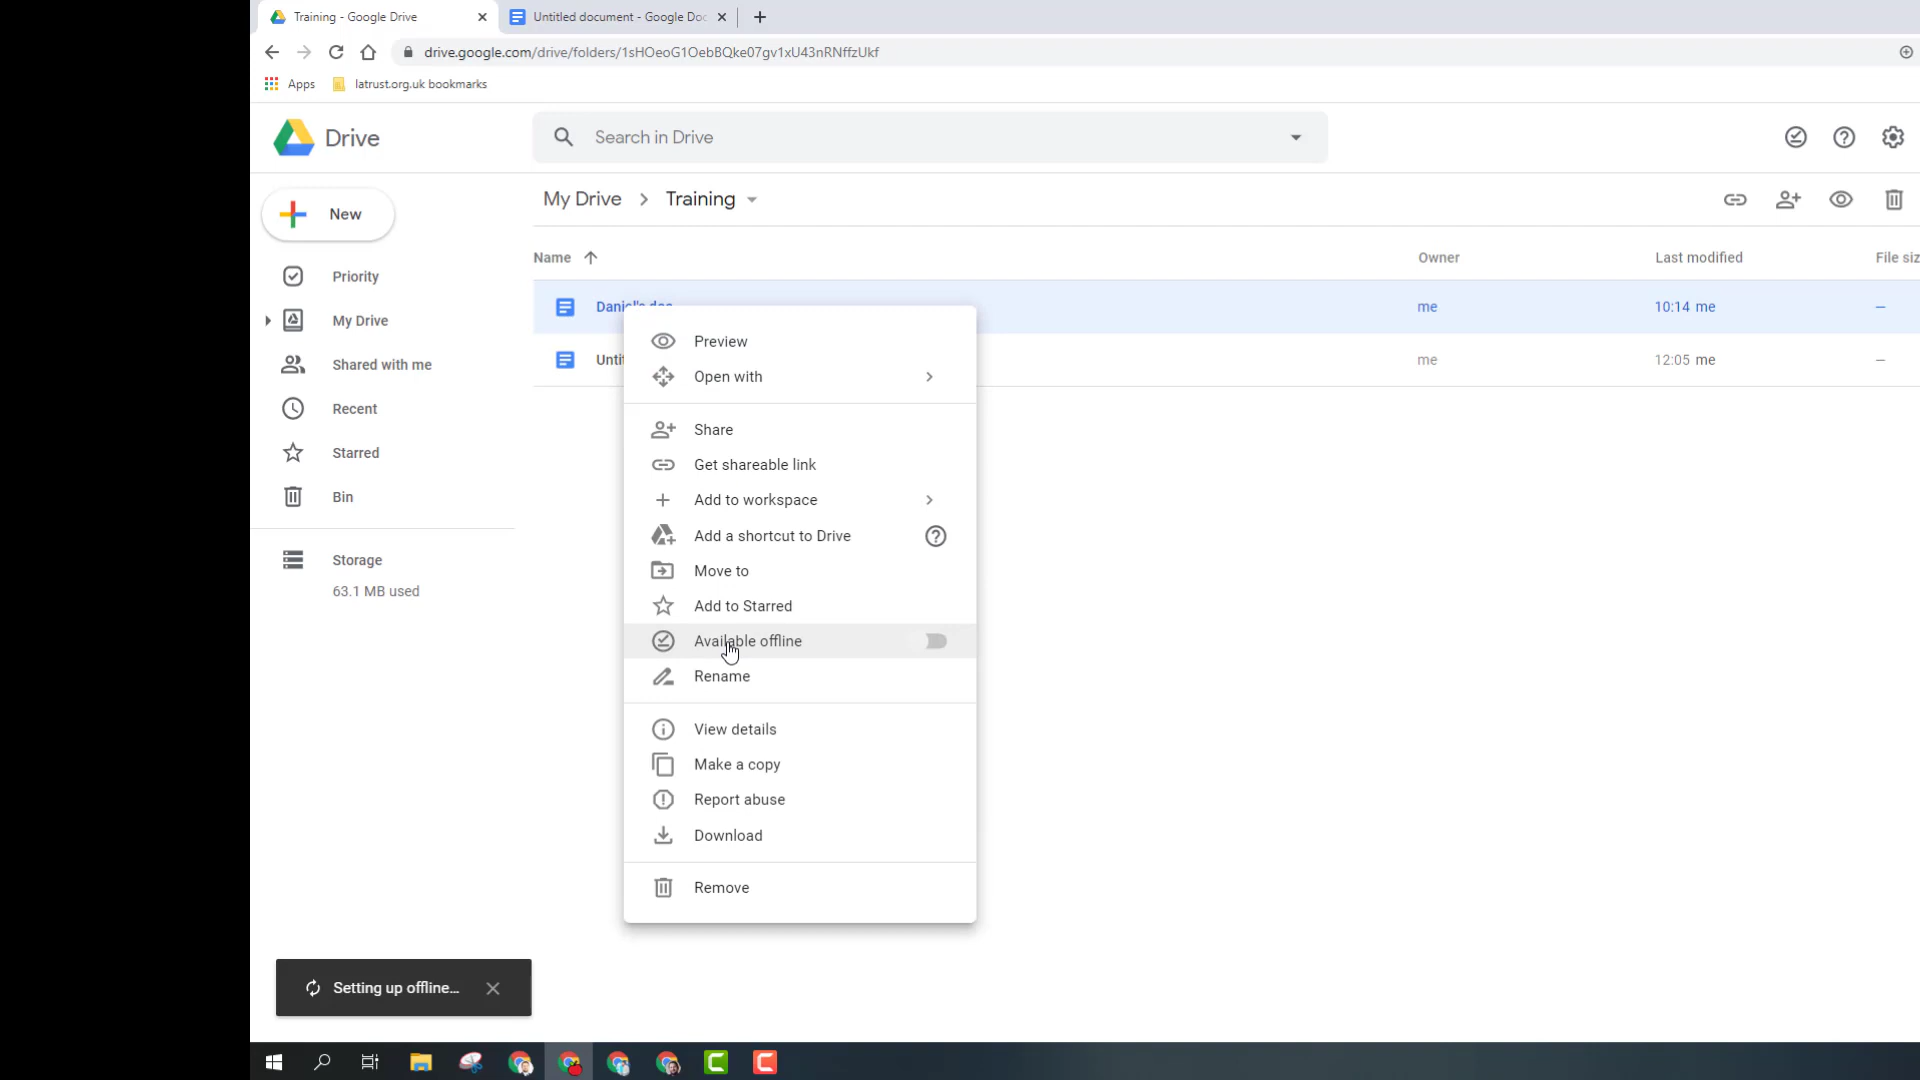 Training - Google Drive
Untitled document - Google Doc
drive.google.com/drive/folders/1sHOeoG1OebBQke07gv1xU43nRNffzUkf
Apps
latrust.org.uk bookmarks
Drive
Search in Drive
New
My Drive
Training
Name
Owner
Last modified
File siz
Priority
My Drive
Shared with me
Recent
Starred
Bin
Storage
63.1 MB used
Daniel's doc
me
10:14 me
–
Untit
me
12:05 me
–
Preview
Open with
Share
Get shareable link
Add to workspace
Add a shortcut to Drive
Move to
Add to Starred
Available offline
Rename
View details
Make a copy
Report abuse
Download
Remove
Setting up offline...